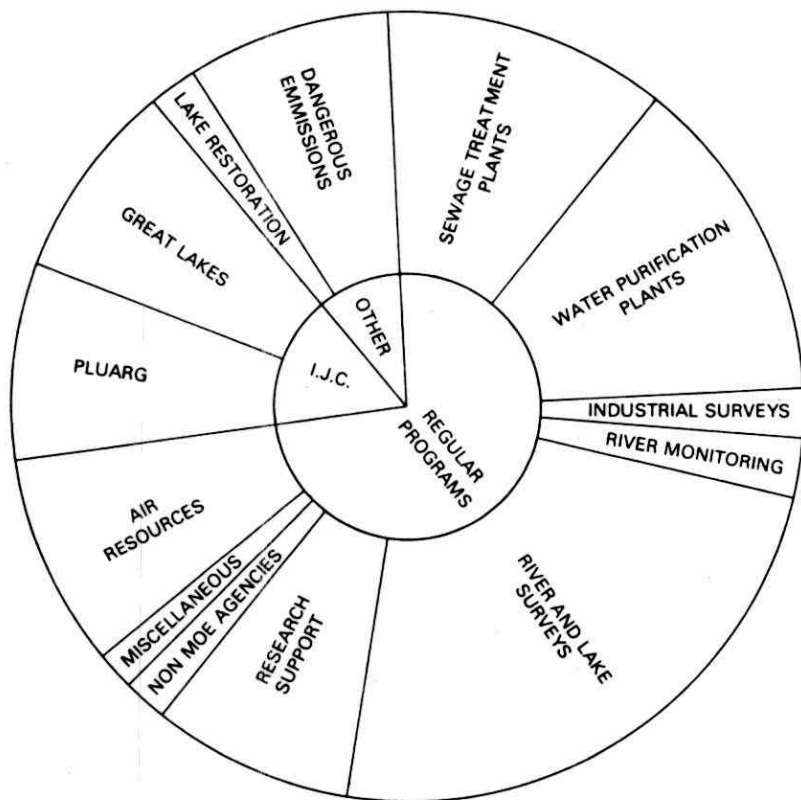 DANGEROUS
EMMISSIONS
SEWAGE TREATMENT
PLANTS
WATER PURIFICATION
PLANTS
INDUSTRIAL SURVEYS
RIVER MONITORING
RIVER AND LAKE
SURVEYS
RESEARCH
SUPPORT
NON MOE AGENCIES
MISCELLANEOUS
AIR
RESOURCES
PLUARG
GREAT LAKES
LAKE RESTORATION
OTHER
I.J.C.
REGULAR
PROGRAMS